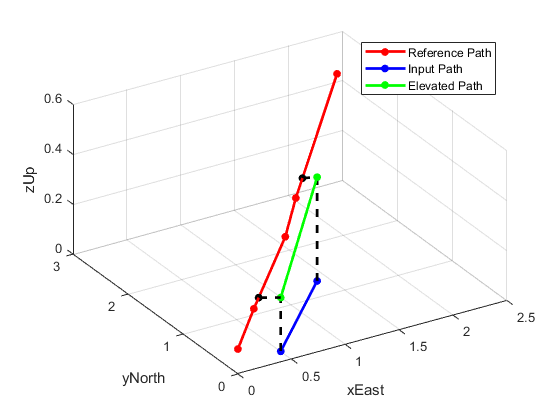 Reference Path
Input Path
Elevated Path
0.6
0.4
0.2
0
zUp
3
2
1
0
yNorth
0
0.5
1
1.5
2
2.5
xEast